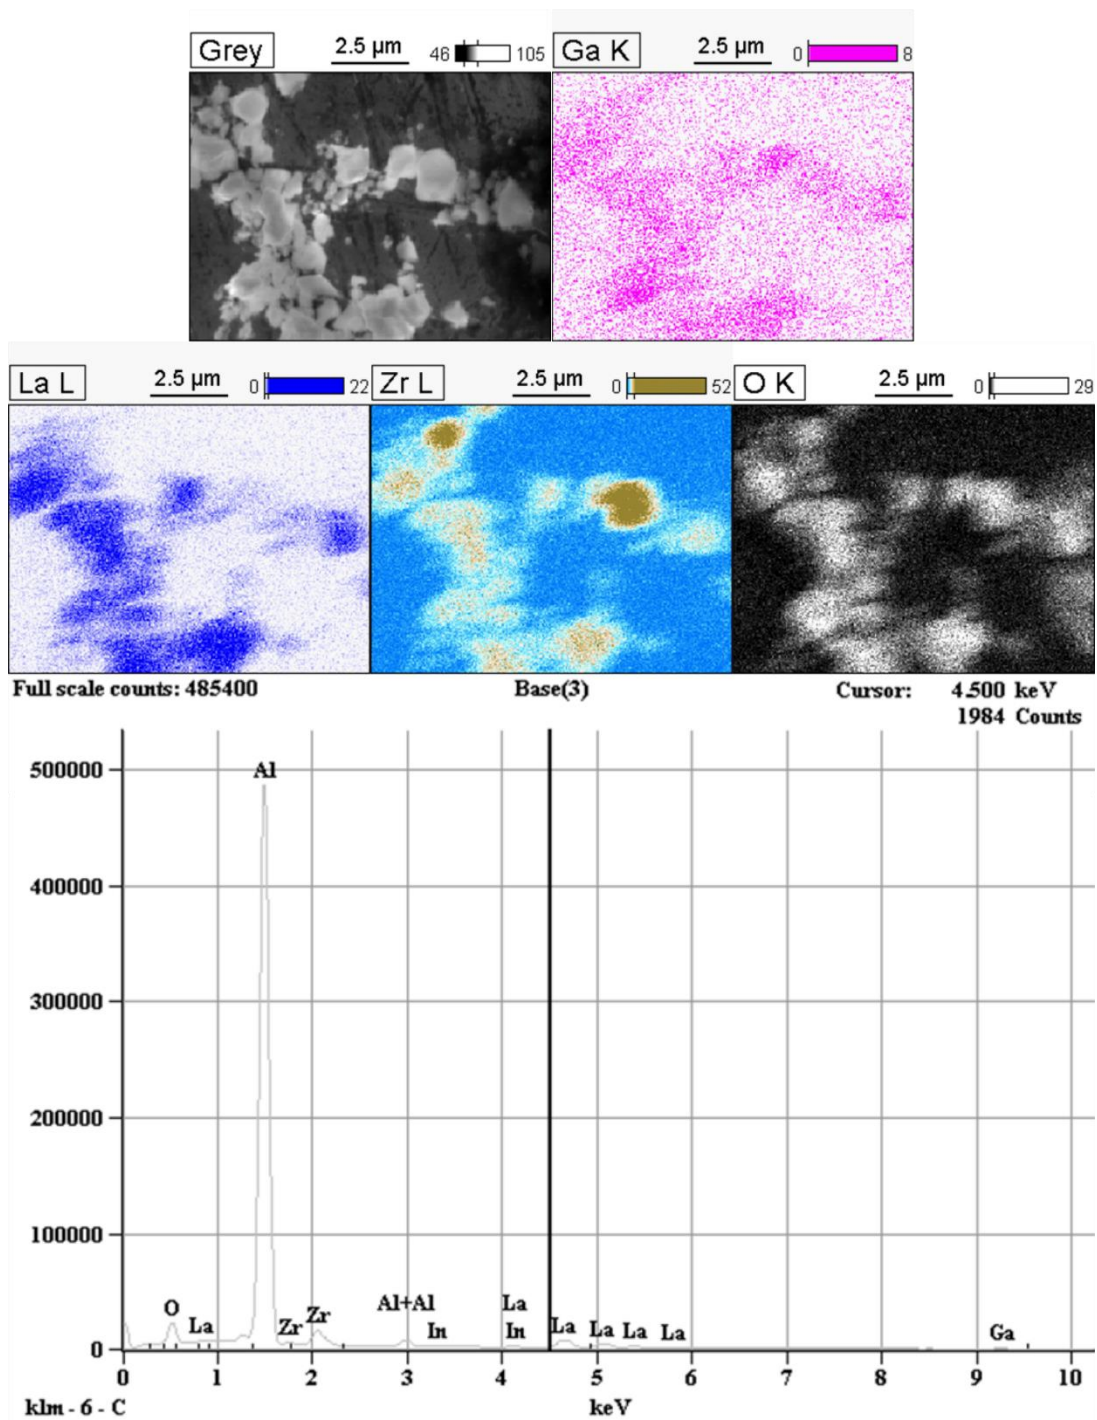 Grey 2.5 µm 46 105
Ga K 2.5 µm 0 8
La L 2.5 µm 0 22
Zr L 2.5 µm 0 52
O K 2.5 µm 0 29
Full scale counts: 485400 Base(3) Cursor: 4.500 keV
1984 Counts
500000
Al
400000
300000
200000
100000
O La Zr Zr Al+Al In La In La La La La Ga
0
0 1 2 3 4 5 6 7 8 9 10
klm - 6 - C keV